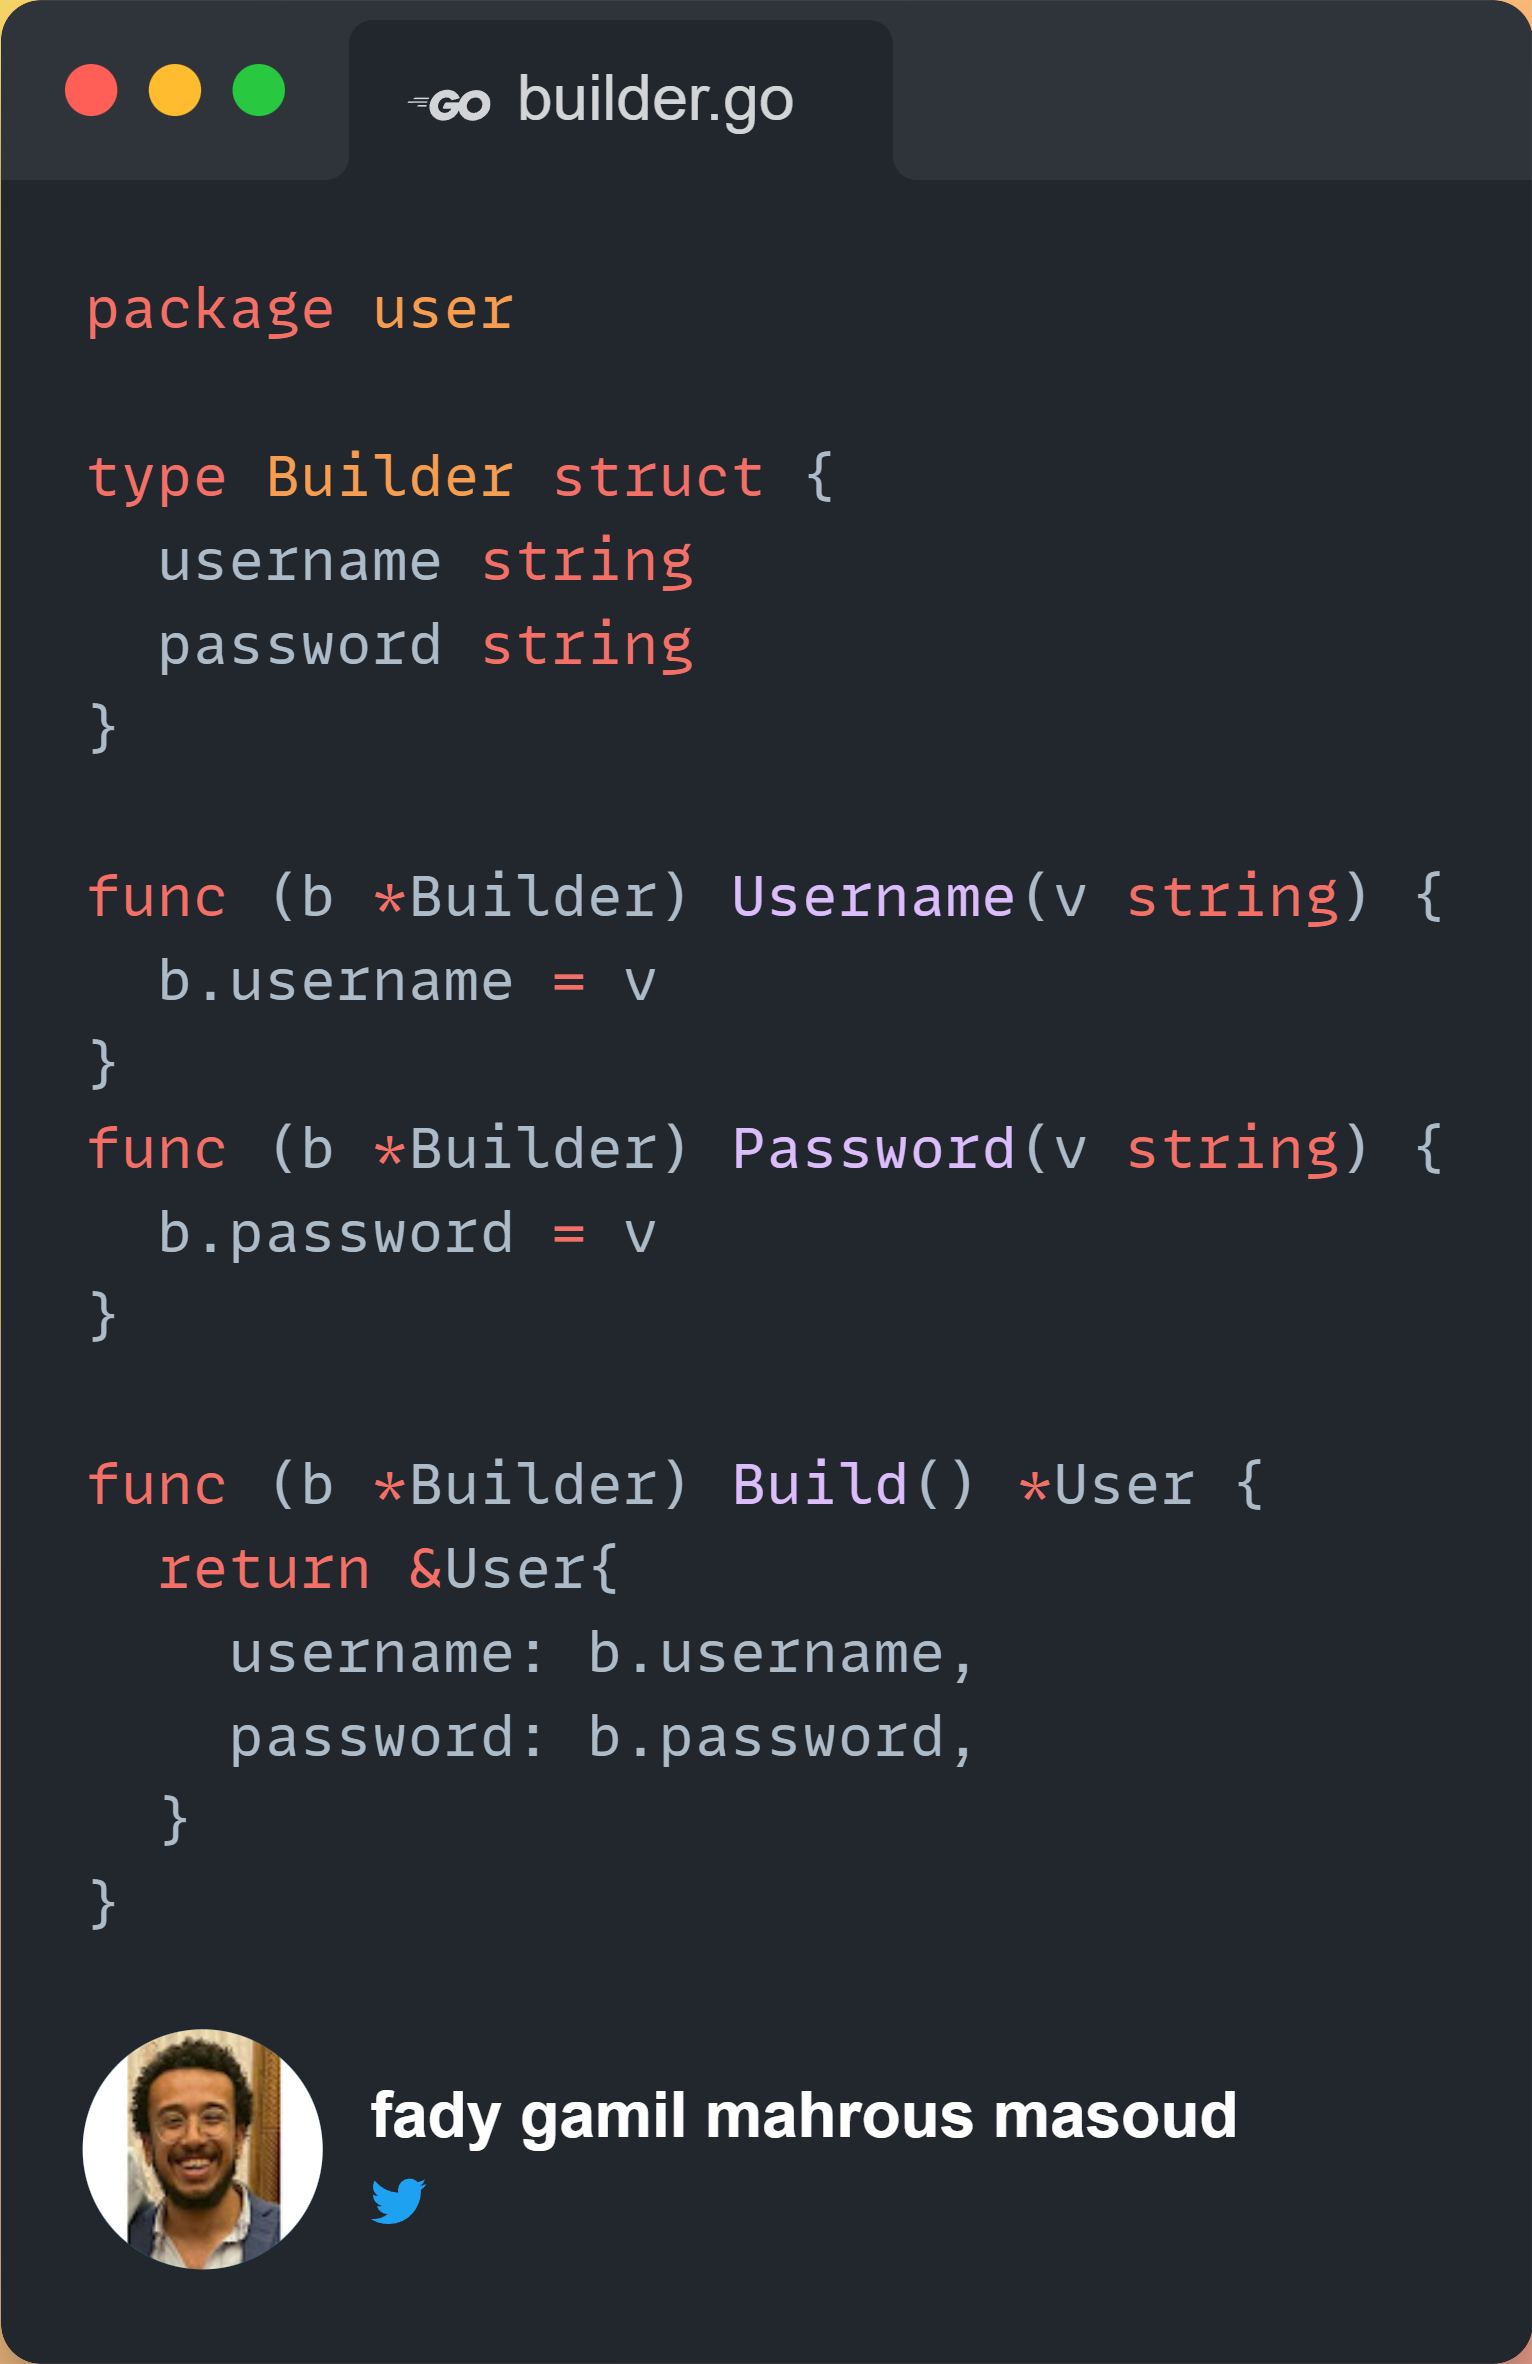 GO builder.go
package user
type Builder struct {
  username string
  password string
}
func (b *Builder) Username(v string) {
  b.username = v
}
func (b *Builder) Password(v string) {
  b.password = v
}
func (b *Builder) Build() *User {
  return &User{
    username: b.username,
    password: b.password,
  }
}
fady gamil mahrous masoud